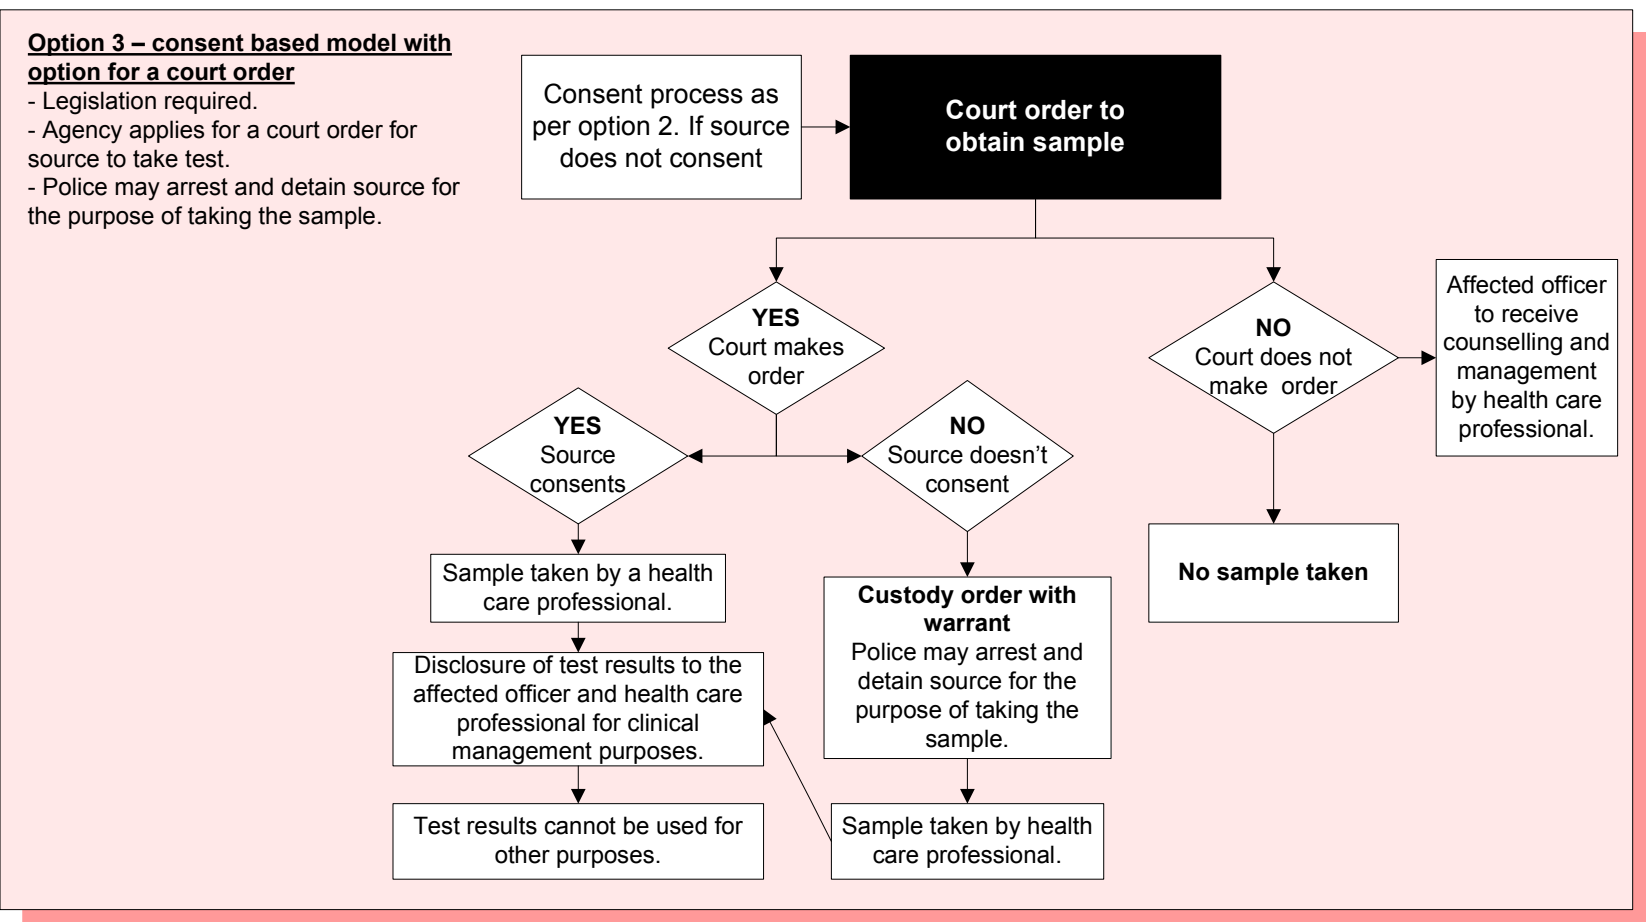 Option 3 – consent based model with
option for a court order
- Legislation required.
- Agency applies for a court order for
source to take test.
- Police may arrest and detain source for
the purpose of taking the sample.
Consent process as
per option 2. If source
does not consent
Court order to
obtain sample
YES
Court makes
order
NO
Court does not
make  order
Affected officer
to receive
counselling and
management
by health care
professional.
YES
Source
consents
NO
Source doesn’t
consent
No sample taken
Sample taken by a health
care professional.
Custody order with
warrant
Police may arrest and
detain source for the
purpose of taking the
sample.
Disclosure of test results to the
affected officer and health care
professional for clinical
management purposes.
Test results cannot be used for
other purposes.
Sample taken by health
care professional.